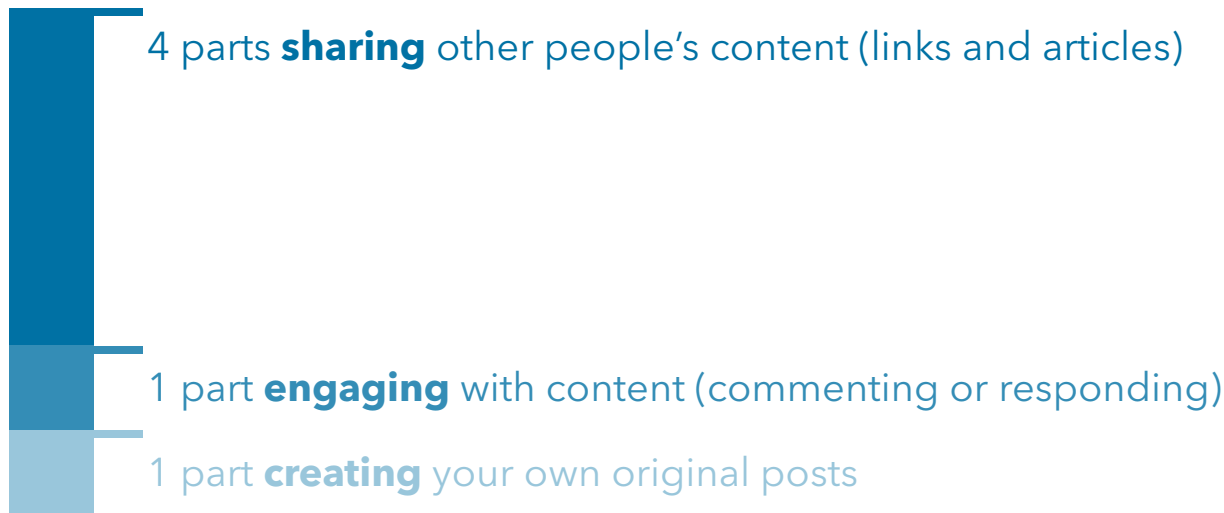 4 parts sharing other people’s content (links and articles)
1 part engaging with content (commenting or responding)
1 part creating your own original posts